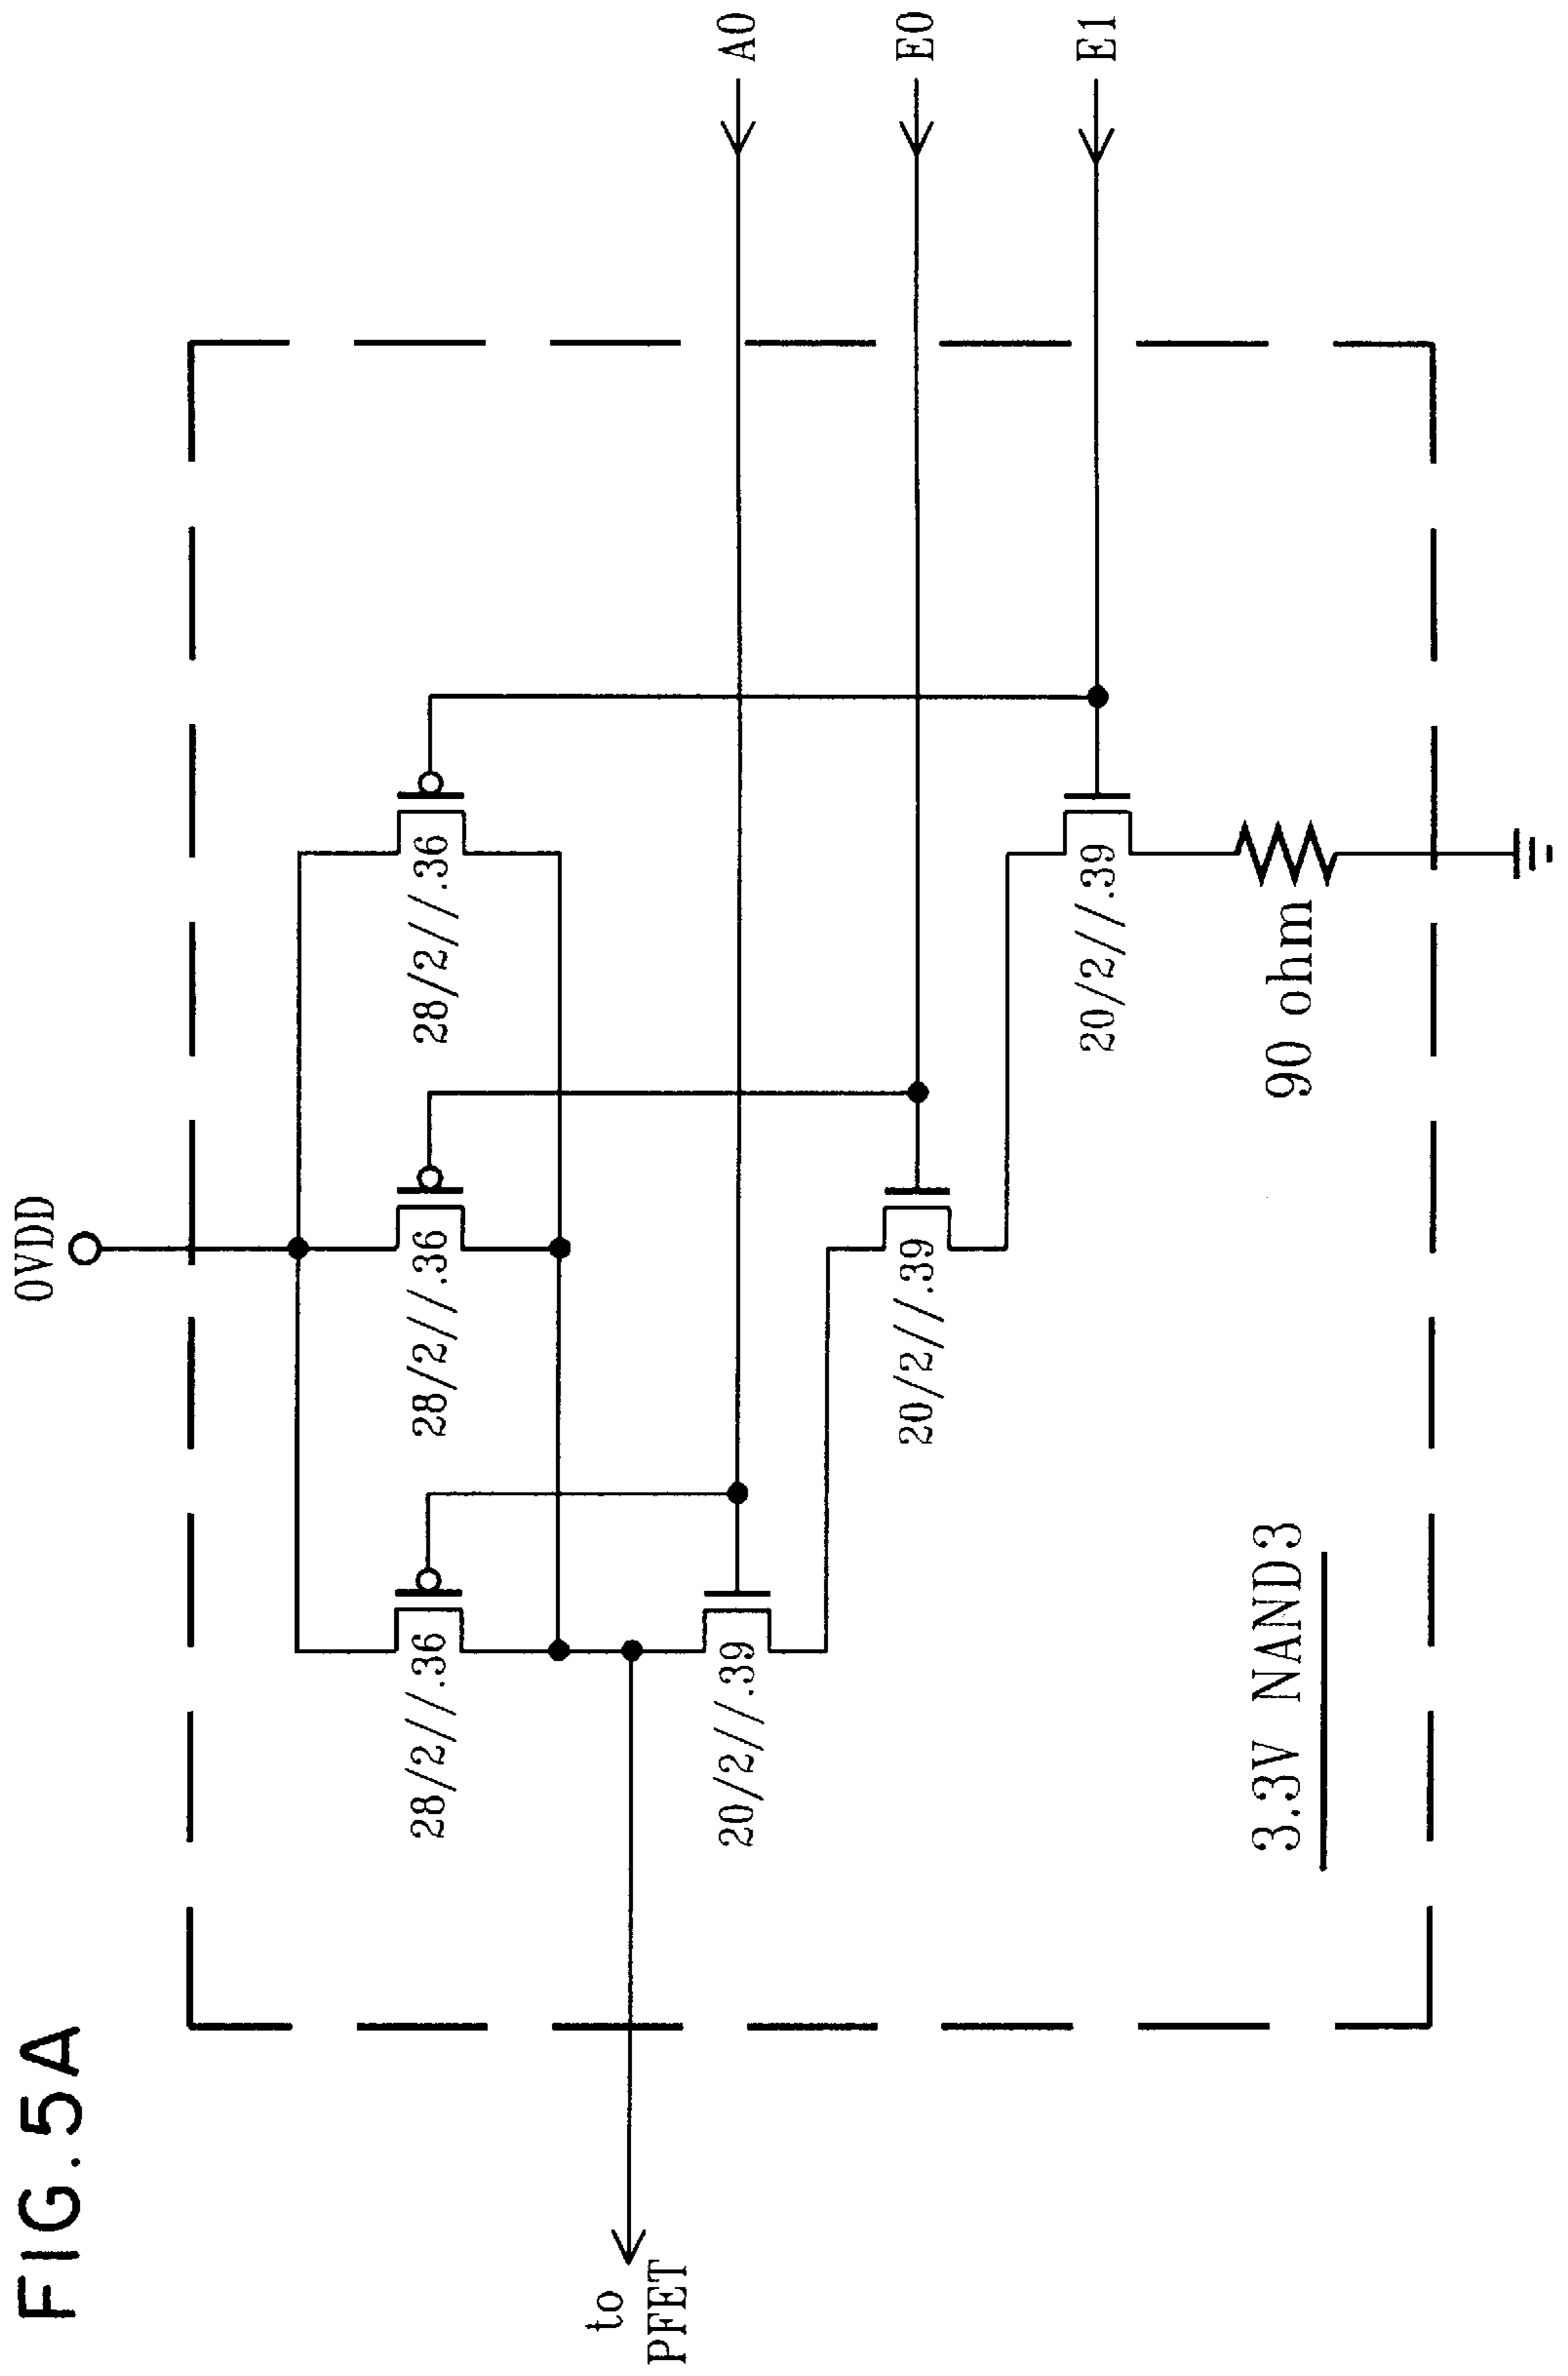 FIG. 5A
OVDD
A0
E0
E1
28/2//.36
28/2//.36
28/2//.36
20/2//.39
20/2//.39
20/2//.39
90 ohm
to
PFET
3.3V NAND3